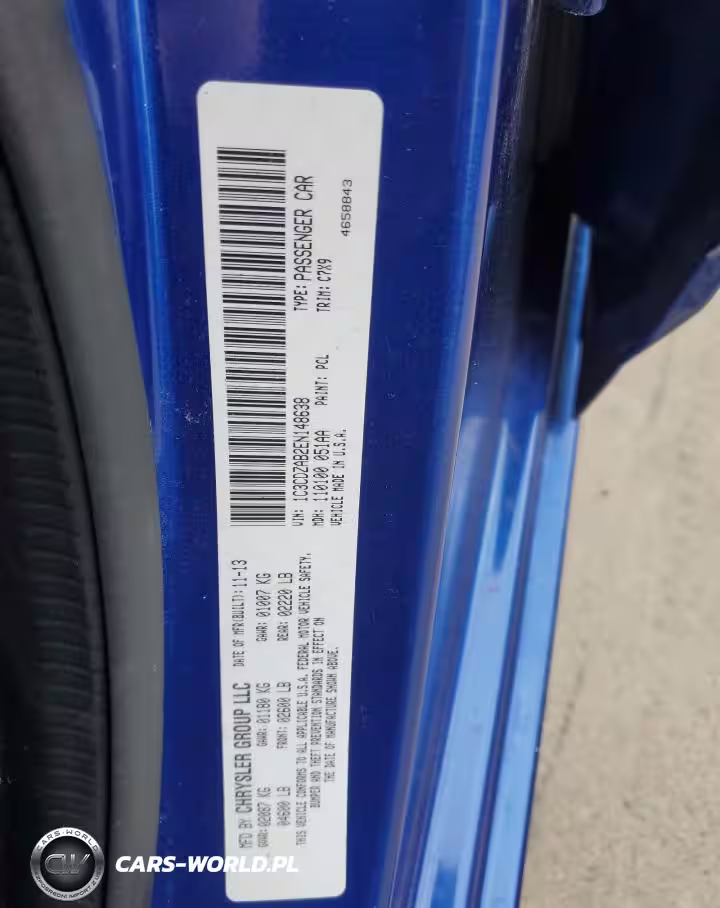 MFD BY CHRYSLER GROUP LLC DATE OF MFR(BUILT): 11-13
GVWR: 02087 KG GAWR: 01180 KG GAWR: 01007 KG
04600 LB FRONT: 02600 LB REAR: 02220 LB
THIS VEHICLE CONFORMS TO ALL APPLICABLE U.S.A. FEDERAL MOTOR VEHICLE SAFETY,
BUMPER AND THEFT PREVENTION STANDARDS IN EFFECT ON
THE DATE OF MANUFACTURE SHOWN ABOVE.
VIN: 1C3CDZAB2EN148638 TYPE: PASSENGER CAR
MDH: 110100 051AA PAINT: PCL TRIM: C7X9
VEHICLE MADE IN U.S.A. 4658843
CARS-WORLD
CW
CARS-WORLD.PL